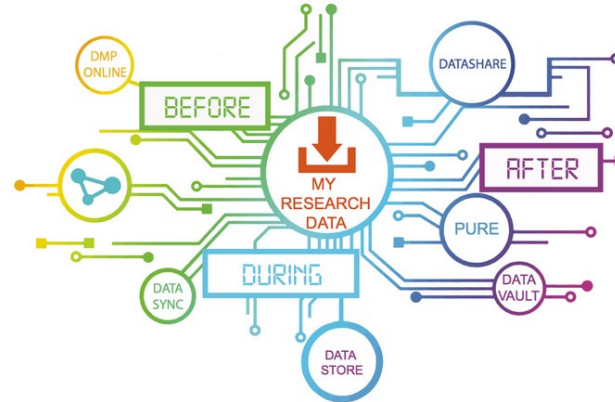 DMP
ONLINE
BEFORE
DATASHARE
MY
RESEARCH
DATA
AFTER
PURE
DURING
DATA
SYNC
DATA
VAULT
DATA
STORE